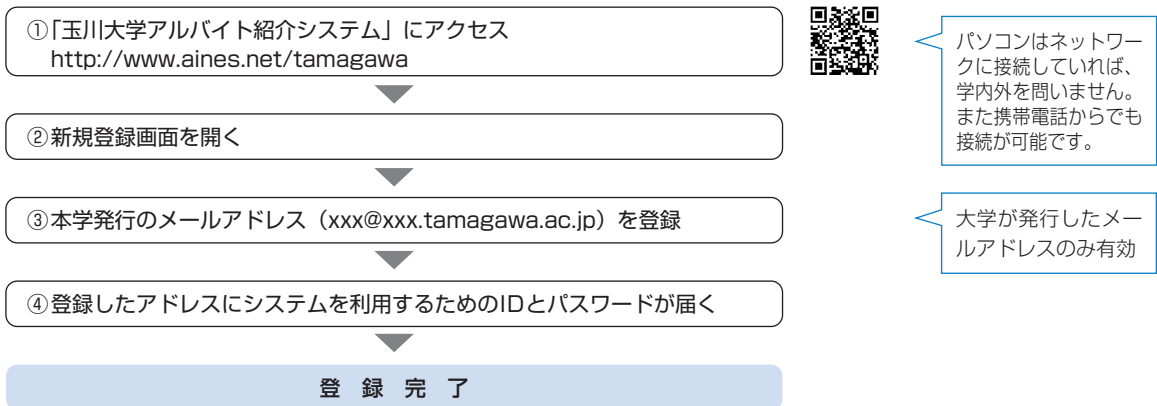 ①「玉川大学アルバイト紹介システム」にアクセス
http://www.aines.net/tamagawa
パソコンはネットワー
クに接続していれば、
学内外を問いません。
また携帯電話からでも
接続が可能です。
②新規登録画面を開く
③本学発行のメールアドレス（xxx@xxx.tamagawa.ac.jp）を登録
大学が発行したメー
ルアドレスのみ有効
④登録したアドレスにシステムを利用するためのIDとパスワードが届く
登　録　完　了